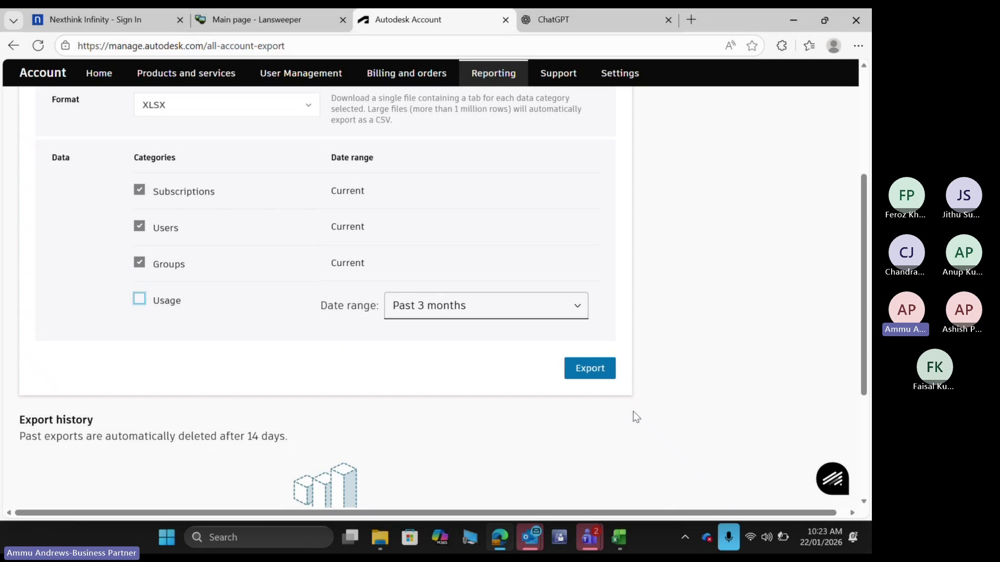 Nexthink Infinity - Sign In
Main page - Lansweeper
Autodesk Account
ChatGPT
https://manage.autodesk.com/all-account-export
Account Home Products and services User Management Billing and orders Reporting Support Settings
Format
XLSX
Download a single file containing a tab for each data category
selected. Large files (more than 1 million rows) will automatically
export as a CSV.
Data Categories Date range
Subscriptions Current
Users Current
Groups Current
Usage Date range: Past 3 months
Export
Export history
Past exports are automatically deleted after 14 days.
FP JS
Feroz Kh... Jithu Su...
CJ AP
Chandra... Anup Ku...
AP AP
Ammu A... Ashish P...
FK
Faisal Ku...
Search
M365
2
10:23 AM
22/01/2026
Ammu Andrews-Business Partner